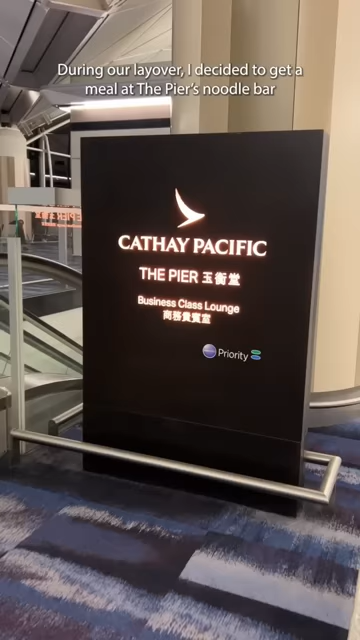 During our layover, I decided to get a
meal at The Pier's noodle bar
CATHAY PACIFIC
THE PIER 玉衡堂
Business Class Lounge
商務貴賓室
Priority